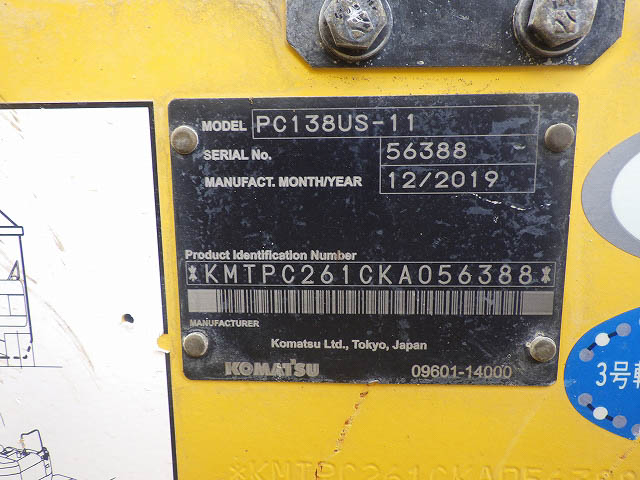 MODEL PC138US-11
SERIAL No. 56388
MANUFACT. MONTH/YEAR 12/2019
Product Identification Number
*KMTPC261CKA056388*
MANUFACTURER
Komatsu Ltd., Tokyo, Japan
KOMATSU 09601-14000
3号
*KMTPC261CKA056388